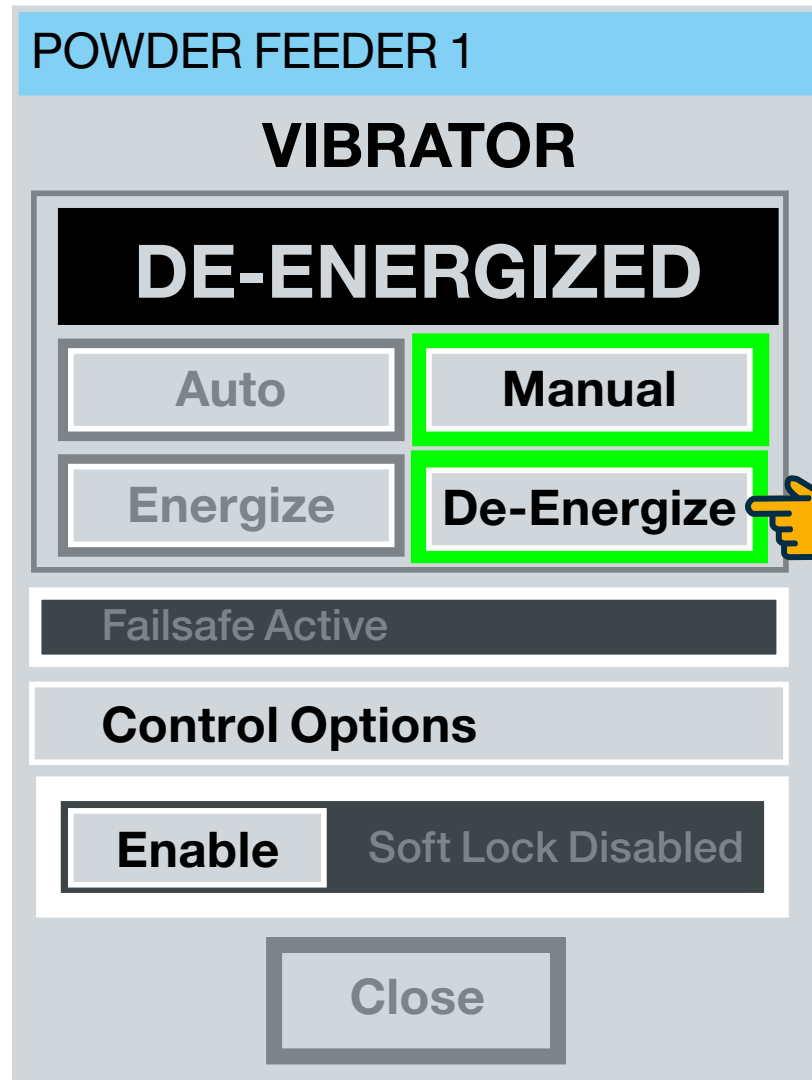 POWDER FEEDER 1
VIBRATOR
DE-ENERGIZED
Auto Manual
Energize De-Energize
Failsafe Active
Control Options
Enable Soft Lock Disabled
Close